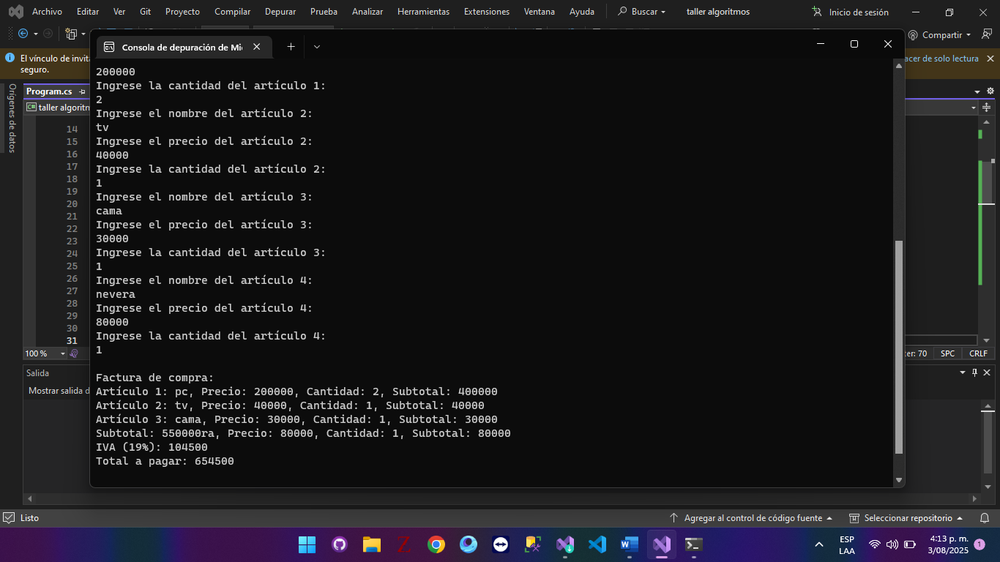 Archivo Editar Ver Git Proyecto Compilar Depurar Prueba Analizar Herramientas Extensiones Ventana Ayuda Buscar taller algoritmos Inicio de sesión
Compartir
El vínculo de invita
seguro.
acer de solo lectura
Consola de depuración de Mi
Orígenes de datos
Program.cs
C# taller algoritn
14
15
16
17
18
19
20
21
22
23
24
25
26
27
28
29
30
31
200000
Ingrese la cantidad del artículo 1:
2
Ingrese el nombre del artículo 2:
tv
Ingrese el precio del artículo 2:
40000
Ingrese la cantidad del artículo 2:
1
Ingrese el nombre del artículo 3:
cama
Ingrese el precio del artículo 3:
30000
Ingrese la cantidad del artículo 3:
1
Ingrese el nombre del artículo 4:
nevera
Ingrese el precio del artículo 4:
80000
Ingrese la cantidad del artículo 4:
1
Factura de compra:
Artículo 1: pc, Precio: 200000, Cantidad: 2, Subtotal: 400000
Artículo 2: tv, Precio: 40000, Cantidad: 1, Subtotal: 40000
Artículo 3: cama, Precio: 30000, Cantidad: 1, Subtotal: 30000
Subtotal: 550000ra, Precio: 80000, Cantidad: 1, Subtotal: 80000
IVA (19%): 104500
Total a pagar: 654500
100 %
ter: 70 SPC CRLF
Salida
Mostrar salida d
Listo
Agregar al control de código fuente Seleccionar repositorio
ESP
LAA
4:13 p. m.
3/08/2025
1